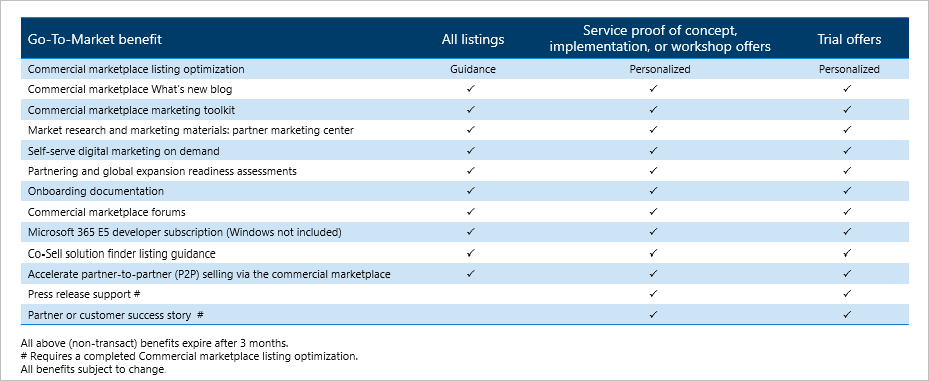 Go-To-Market benefit All listings Service proof of concept, implementation, or workshop offers Trial offers
Commercial marketplace listing optimization Guidance Personalized Personalized
Commercial marketplace What's new blog ✓ ✓ ✓
Commercial marketplace marketing toolkit ✓ ✓ ✓
Market research and marketing materials: partner marketing center ✓ ✓ ✓
Self-serve digital marketing on demand ✓ ✓ ✓
Partnering and global expansion readiness assessments ✓ ✓ ✓
Onboarding documentation ✓ ✓ ✓
Commercial marketplace forums ✓ ✓ ✓
Microsoft 365 E5 developer subscription (Windows not included) ✓ ✓ ✓
Co-Sell solution finder listing guidance ✓ ✓ ✓
Accelerate partner-to-partner (P2P) selling via the commercial marketplace ✓ ✓ ✓
Press release support # ✓ ✓
Partner or customer success story # ✓ ✓
All above (non-transact) benefits expire after 3 months.
# Requires a completed Commercial marketplace listing optimization.
All benefits subject to change.